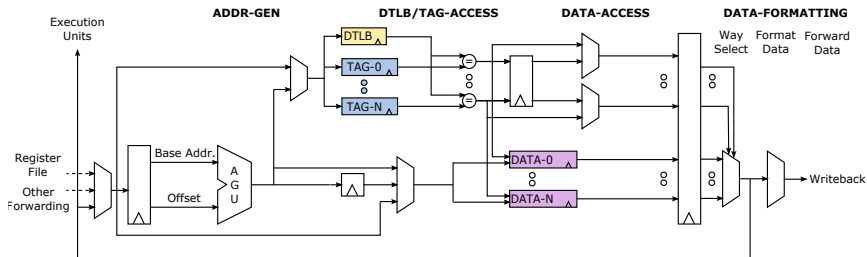 ADDR-GEN
DTLB/TAG-ACCESS
DATA-ACCESS
DATA-FORMATTING
Execution
Units
Way
Select
Format
Data
Forward
Data
DTLB
TAG-0
TAG-N
=
=
Register
File
Other
Forwarding
Base Addr.
Offset
A
G
U
DATA-0
DATA-N
Writeback